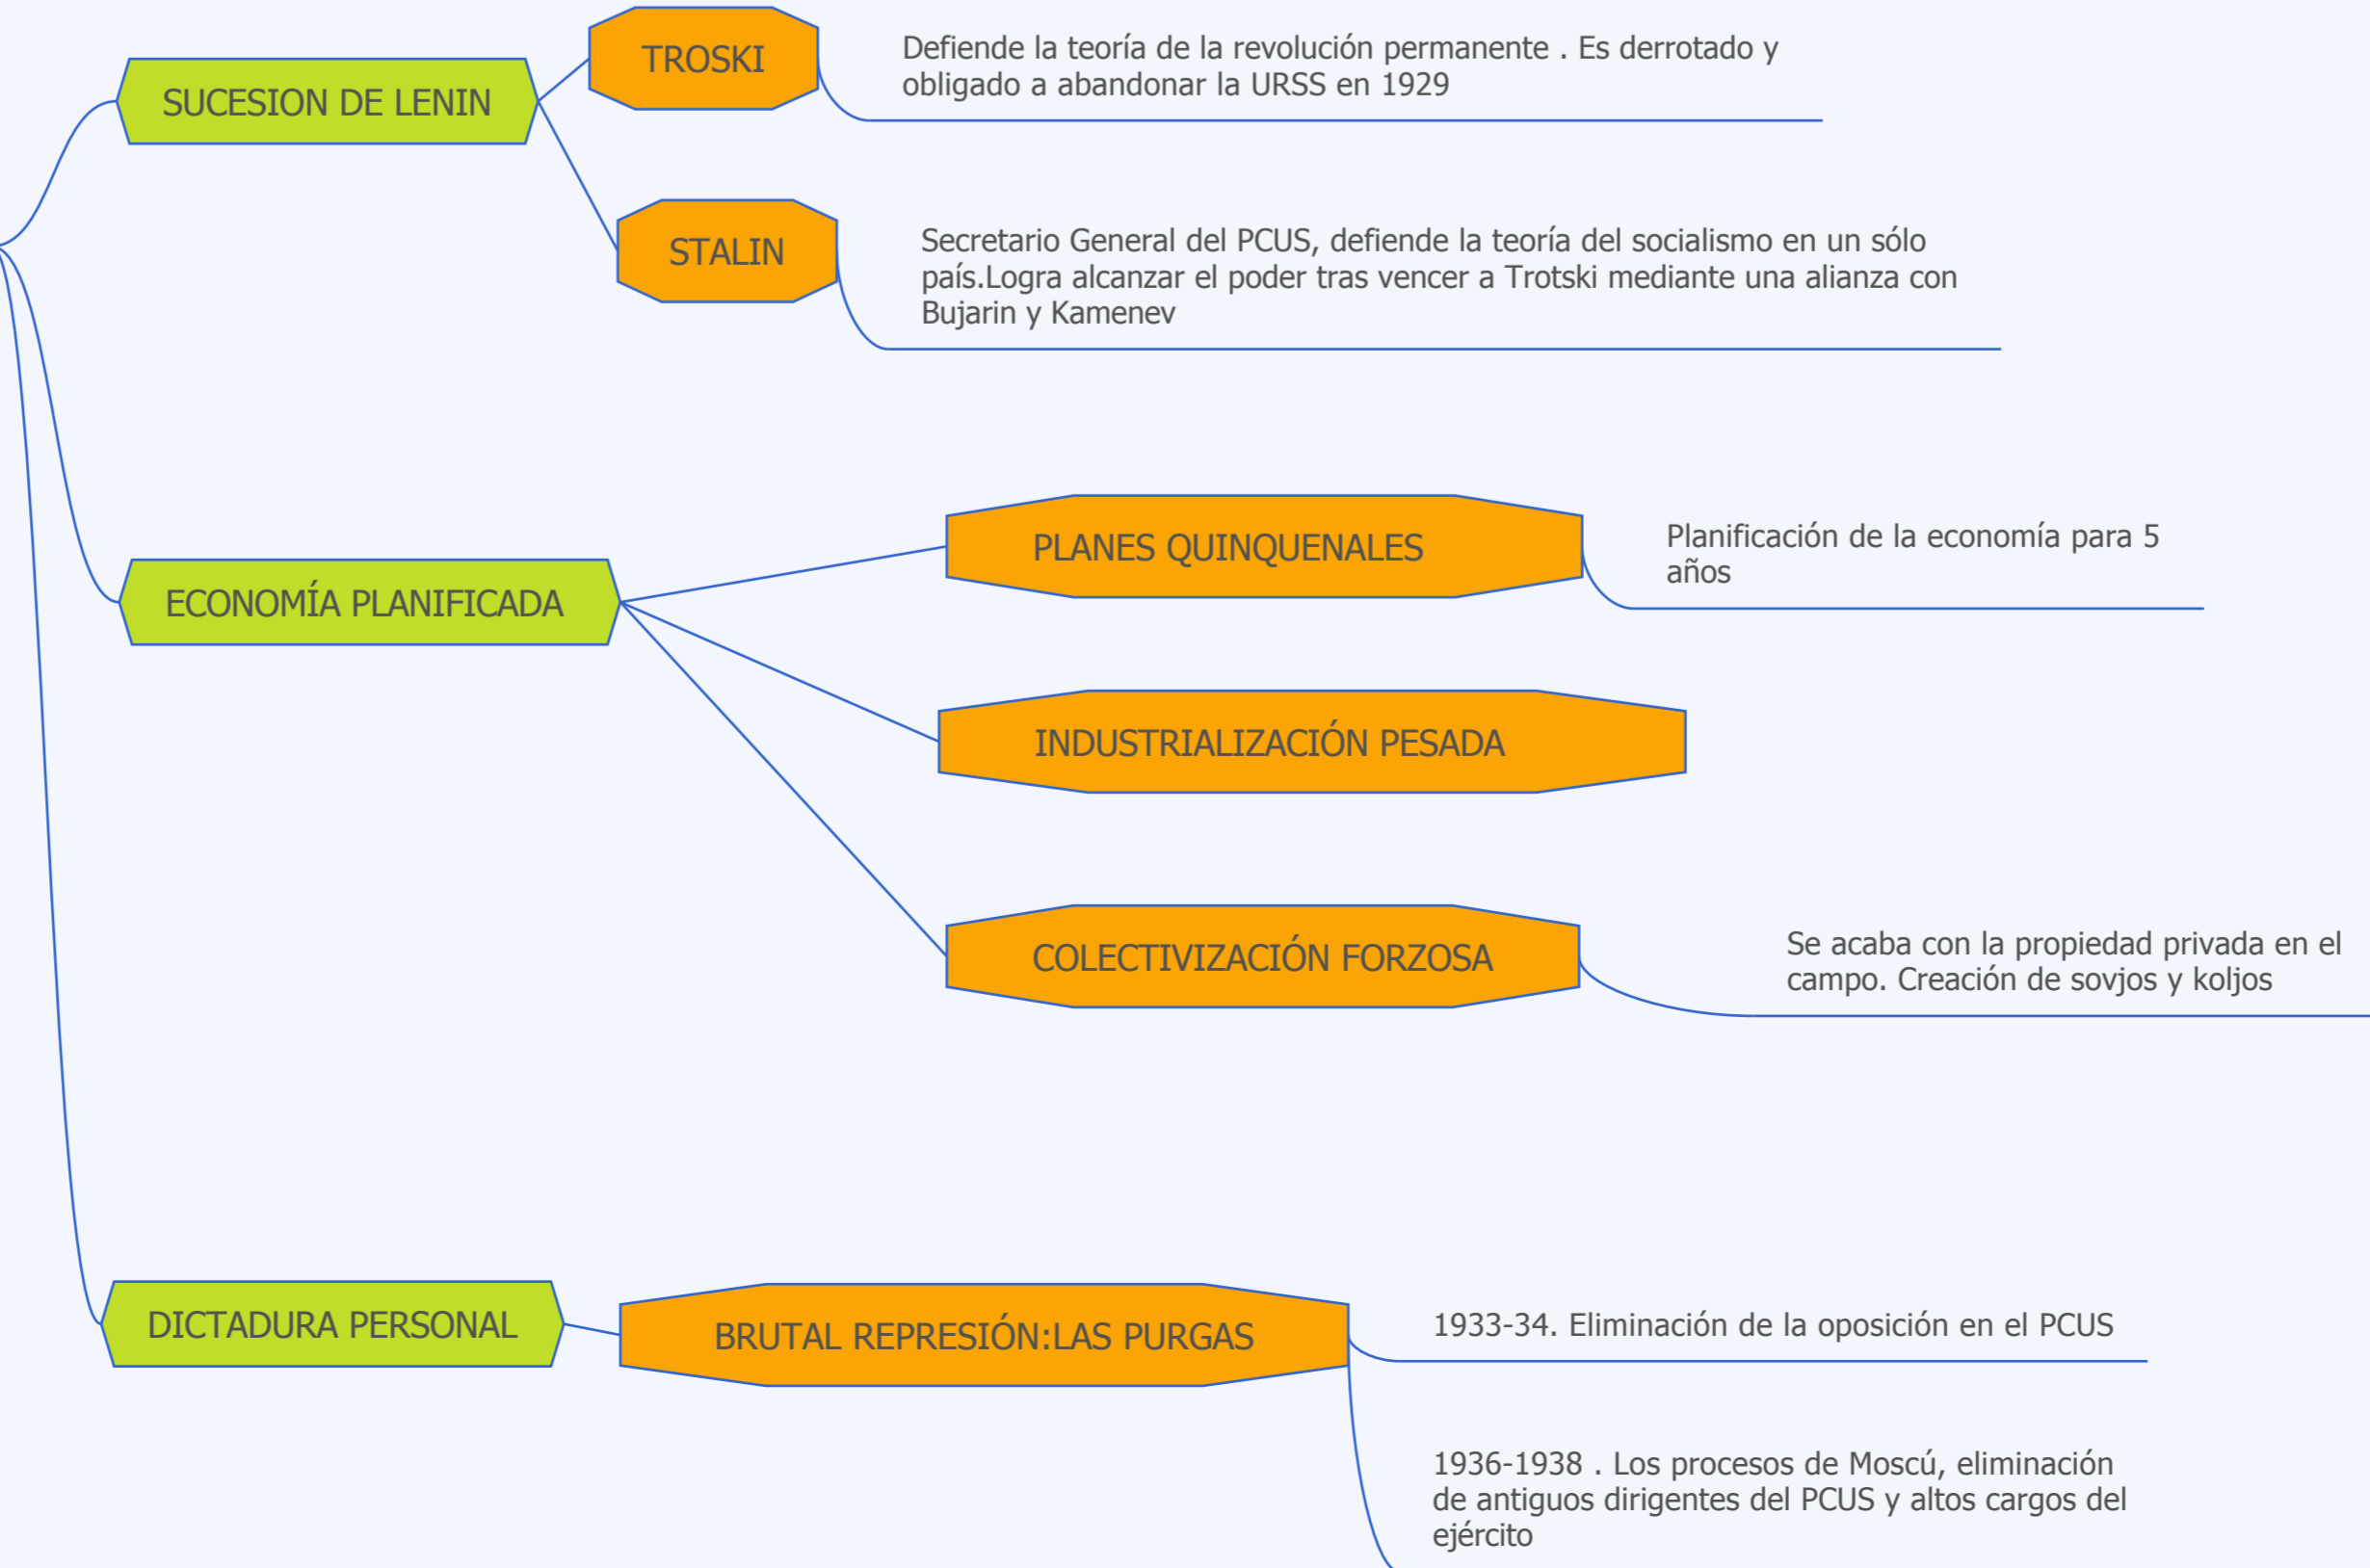 SUCESION DE LENIN
TROSKI
Defiende la teoría de la revolución permanente . Es derrotado y
obligado a abandonar la URSS en 1929
STALIN
Secretario General del PCUS, defiende la teoría del socialismo en un sólo
país.Logra alcanzar el poder tras vencer a Trotski mediante una alianza con
Bujarin y Kamenev
ECONOMÍA PLANIFICADA
PLANES QUINQUENALES
Planificación de la economía para 5
años
INDUSTRIALIZACIÓN PESADA
COLECTIVIZACIÓN FORZOSA
Se acaba con la propiedad privada en el
campo. Creación de sovjos y koljos
DICTADURA PERSONAL
BRUTAL REPRESIÓN:LAS PURGAS
1933-34. Eliminación de la oposición en el PCUS
1936-1938 . Los procesos de Moscú, eliminación
de antiguos dirigentes del PCUS y altos cargos del
ejército